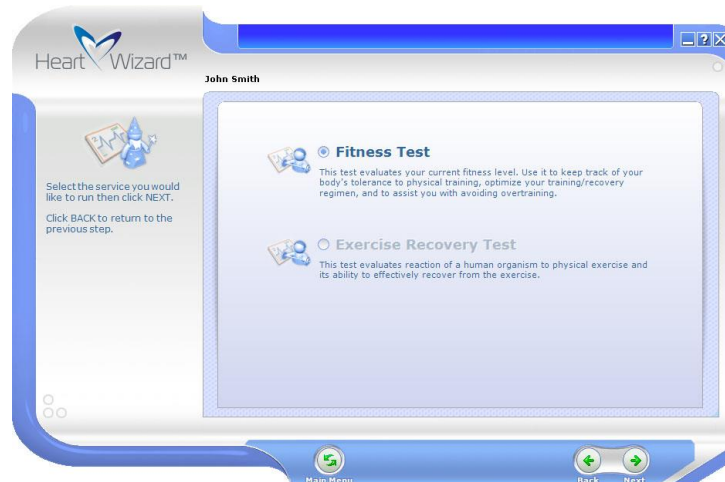 Heart Wizard™
John Smith
Select the service you would
like to run then click NEXT.
Click BACK to return to the
previous step.
Fitness Test
This test evaluates your current fitness level. Use it to keep track of your
body's tolerance to physical training, optimize your training/recovery
regimen, and to assist you with avoiding overtraining.
Exercise Recovery Test
This test evaluates reaction of a human organism to physical exercise and
its ability to effectively recover from the exercise.
Main Menu
Back Next